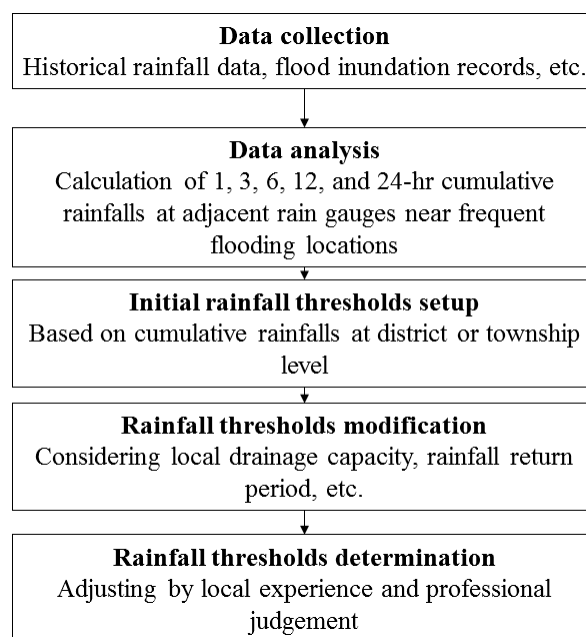 Data collection
Historical rainfall data, flood inundation records, etc.
Data analysis
Calculation of 1, 3, 6, 12, and 24-hr cumulative
rainfalls at adjacent rain gauges near frequent
flooding locations
Initial rainfall thresholds setup
Based on cumulative rainfalls at district or township
level
Rainfall thresholds modification
Considering local drainage capacity, rainfall return
period, etc.
Rainfall thresholds determination
Adjusting by local experience and professional
judgement